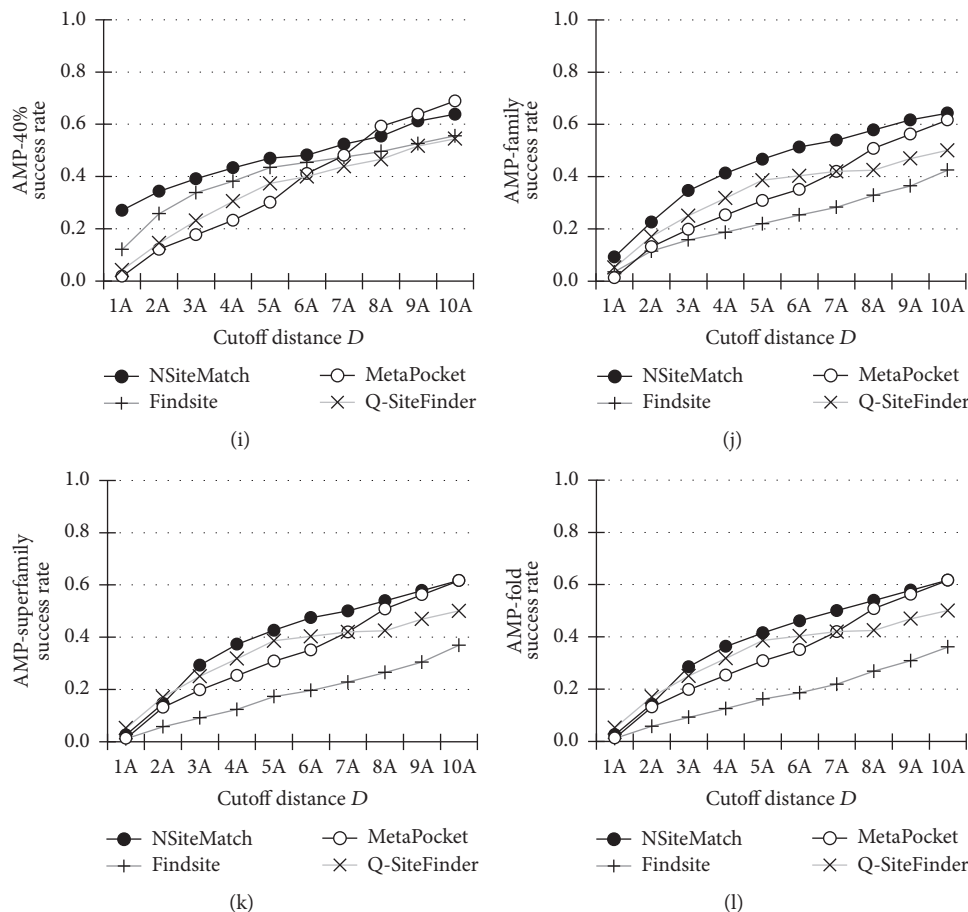 1.0
0.8
0.6
0.4
0.2
0.0
AMP-40%
success rate
1A 2A 3A 4A 5A 6A 7A 8A 9A 10A
Cutoff distance D
NSiteMatch MetaPocket
Findsite Q-SiteFinder
(i)
1.0
0.8
0.6
0.4
0.2
0.0
AMP-family
success rate
1A 2A 3A 4A 5A 6A 7A 8A 9A 10A
Cutoff distance D
NSiteMatch MetaPocket
Findsite Q-SiteFinder
(j)
1.0
0.8
0.6
0.4
0.2
0.0
AMP-superfamily
success rate
1A 2A 3A 4A 5A 6A 7A 8A 9A 10A
Cutoff distance D
NSiteMatch MetaPocket
Findsite Q-SiteFinder
(k)
1.0
0.8
0.6
0.4
0.2
0.0
AMP-fold
success rate
1A 2A 3A 4A 5A 6A 7A 8A 9A 10A
Cutoff distance D
NSiteMatch MetaPocket
Findsite Q-SiteFinder
(l)